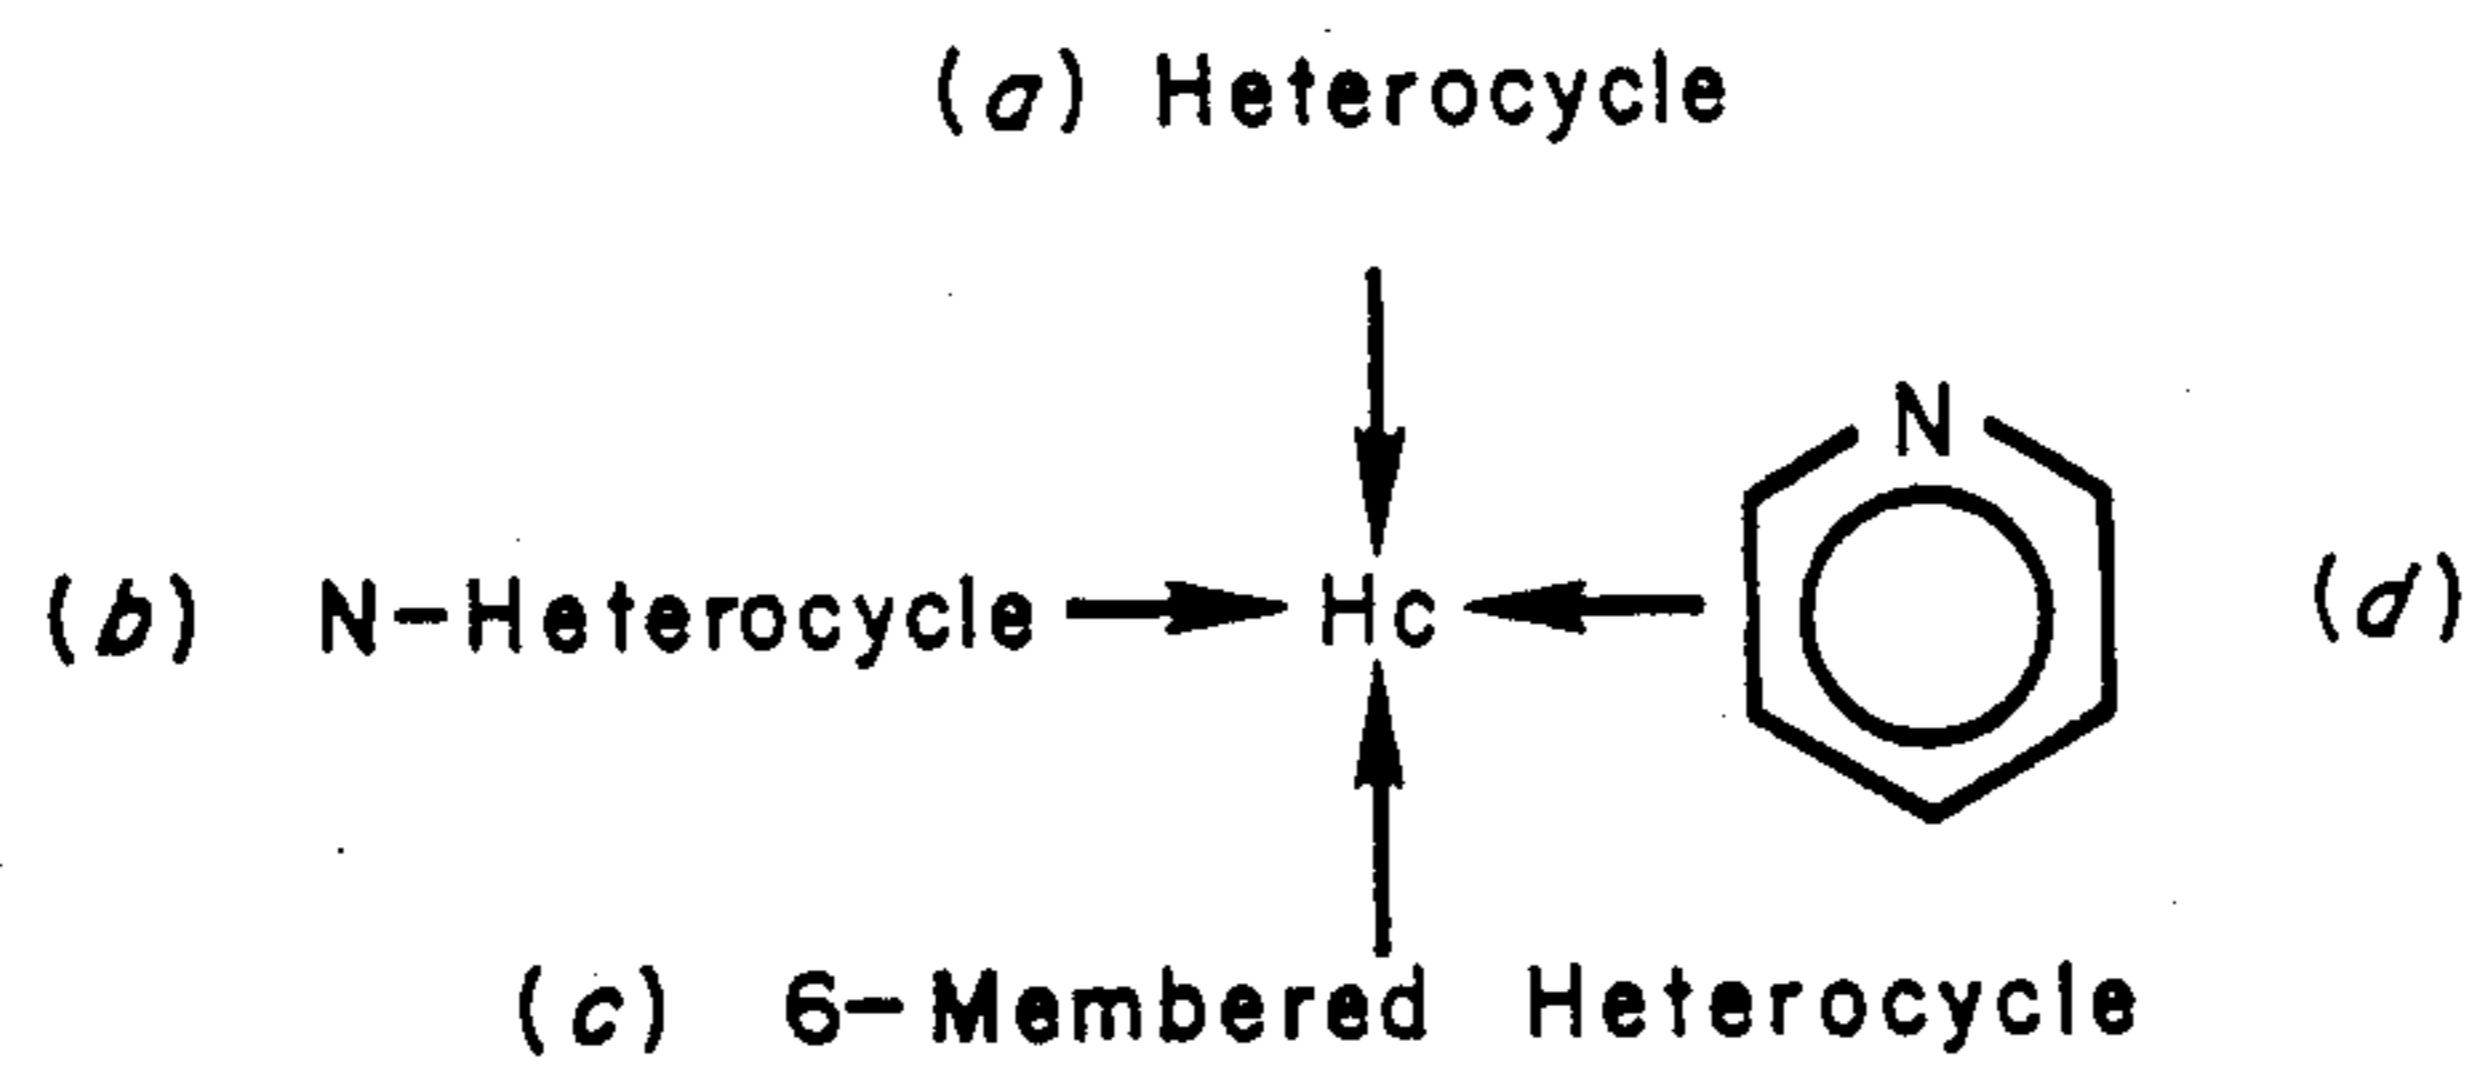 (a) Heterocycle
N
(b) N-Heterocycle Hc (d)
(c) 6-Membered Heterocycle